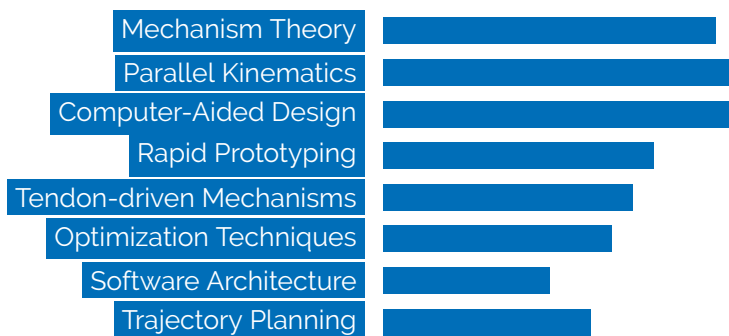 Mechanism Theory
Parallel Kinematics
Computer-Aided Design
Rapid Prototyping
Tendon-driven Mechanisms
Optimization Techniques
Software Architecture
Trajectory Planning